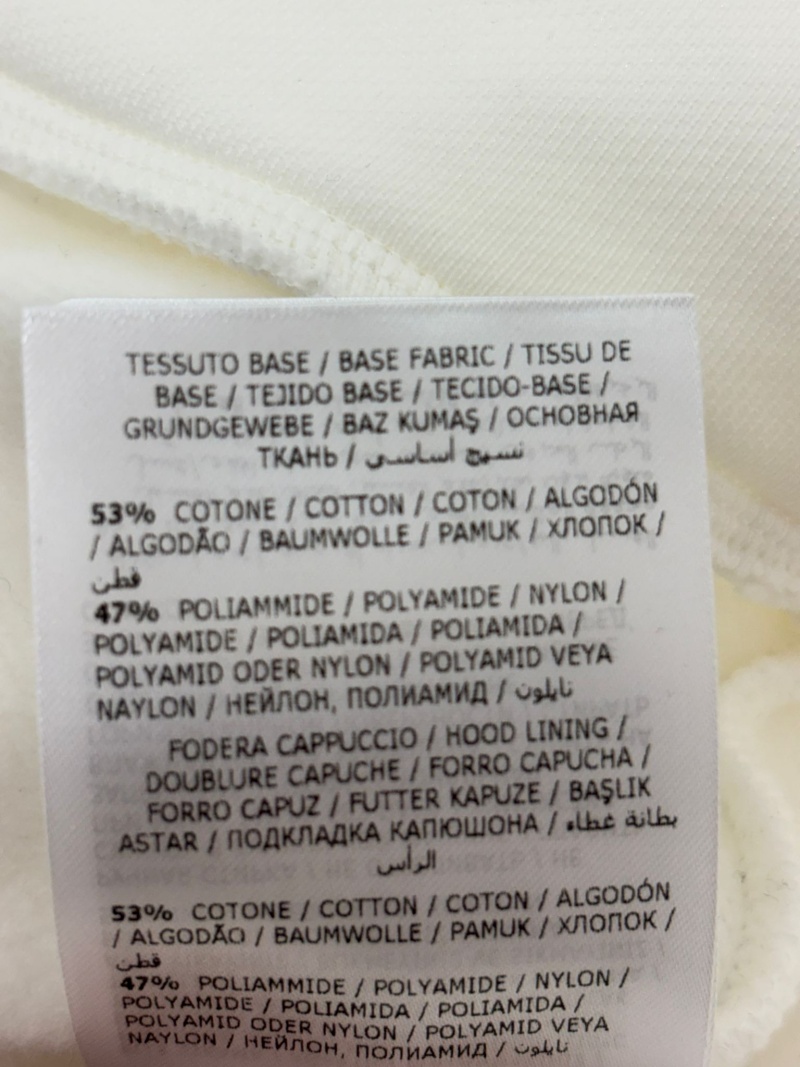 TESSUTO BASE / BASE FABRIC / TISSU DE
BASE / TEJIDO BASE / TECIDO-BASE /
GRUNDGEWEBE / BAZ KUMAŞ / ОСНОВНАЯ
ТКАНЬ / نسيج أساسي
53% COTONE / COTTON / COTON / ALGODÓN
/ ALGODÃO / BAUMWOLLE / PAMUK / ХЛОПОК /
قطن
47% POLIAMMIDE / POLYAMIDE / NYLON /
POLYAMIDE / POLIAMIDA / POLIAMIDA /
POLYAMID ODER NYLON / POLYAMID VEYA
NAYLON / НЕЙЛОН, ПОЛИАМИД / نايلون
FODERA CAPPUCCIO / HOOD LINING /
DOUBLURE CAPUCHE / FORRO CAPUCHA /
FORRO CAPUZ / FUTTER KAPUZE / BAŞLIK
ASTAR / ПОДКЛАДКА КАПЮШОНА / بطانة غطاء
الرأس
53% COTONE / COTTON / COTON / ALGODÓN
/ ALGODÃO / BAUMWOLLE / PAMUK / ХЛОПОК /
قطن
47% POLIAMMIDE / POLYAMIDE / NYLON /
POLYAMIDE / POLIAMIDA / POLIAMIDA /
POLYAMID ODER NYLON / POLYAMID VEYA
NAYLON / НЕЙЛОН, ПОЛИАМИД / نايلون